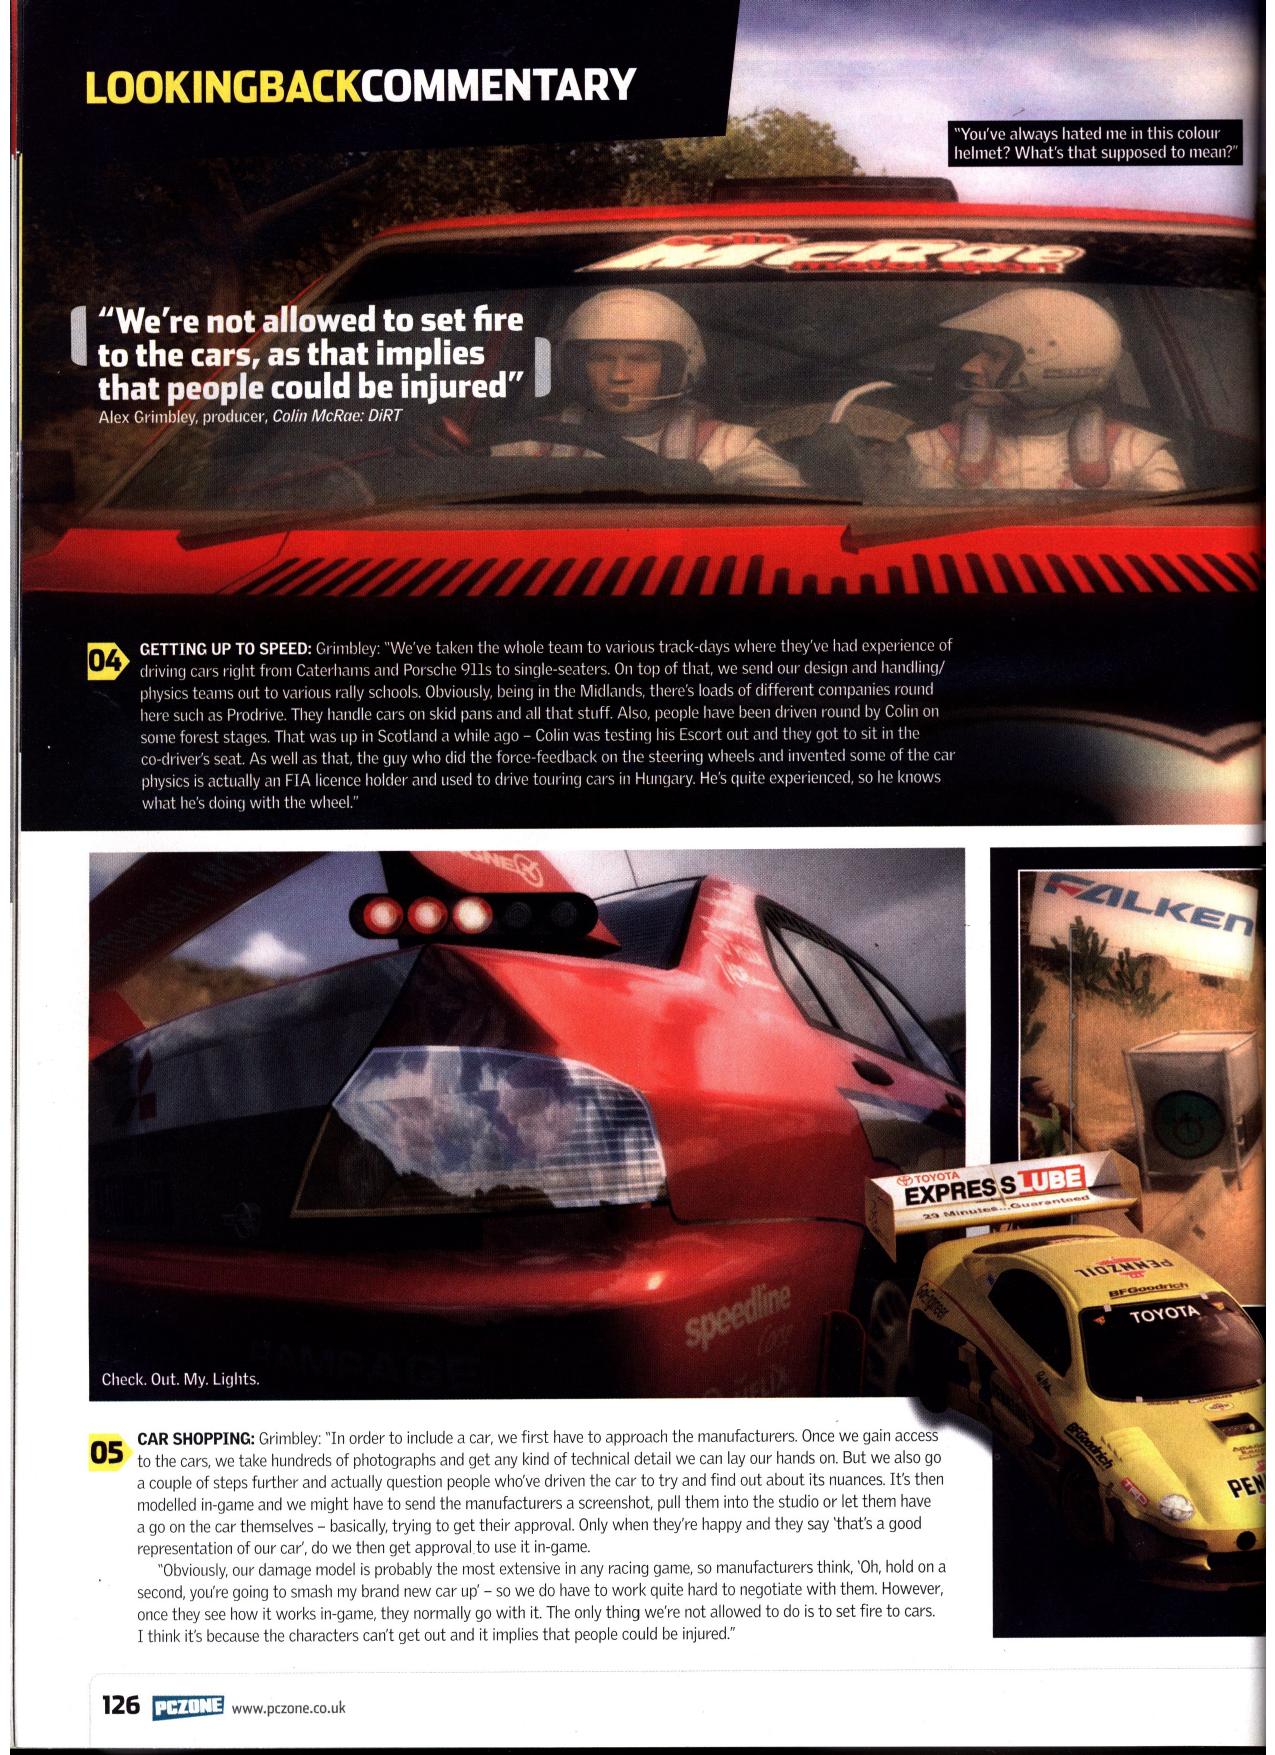 LOOKINGBACKCOMMENTARY
"You've always hated me in this colour
helmet? What's that supposed to mean?"
Colin
McRae
motorsport
"We're not allowed to set fire
to the cars, as that implies
that people could be injured"
Alex Grimbley, producer, Colin McRae: DiRT
04 GETTING UP TO SPEED: Grimbley: "We've taken the whole team to various track-days where they've had experience of
driving cars right from Caterhams and Porsche 911s to single-seaters. On top of that, we send our design and handling/
physics teams out to various rally schools. Obviously, being in the Midlands, there's loads of different companies round
here such as Prodrive. They handle cars on skid pans and all that stuff. Also, people have been driven round by Colin on
some forest stages. That was up in Scotland a while ago – Colin was testing his Escort out and they got to sit in the
co-driver's seat. As well as that, the guy who did the force-feedback on the steering wheels and invented some of the car
physics is actually an FIA licence holder and used to drive touring cars in Hungary. He's quite experienced, so he knows
what he's doing with the wheel."
FALKEN
TOYOTA
EXPRESS LUBE
29 Minutes...Guaranteed
PENNZOIL
BFGoodrich
TOYOTA
BFGoodrich
PEN
speedline
Corse
RAMPAGE
Check. Out. My. Lights.
05 CAR SHOPPING: Grimbley: "In order to include a car, we first have to approach the manufacturers. Once we gain access
to the cars, we take hundreds of photographs and get any kind of technical detail we can lay our hands on. But we also go
a couple of steps further and actually question people who've driven the car to try and find out about its nuances. It's then
modelled in-game and we might have to send the manufacturers a screenshot, pull them into the studio or let them have
a go on the car themselves – basically, trying to get their approval. Only when they're happy and they say 'that's a good
representation of our car', do we then get approval to use it in-game.
"Obviously, our damage model is probably the most extensive in any racing game, so manufacturers think, 'Oh, hold on a
second, you're going to smash my brand new car up' – so we do have to work quite hard to negotiate with them. However,
once they see how it works in-game, they normally go with it. The only thing we're not allowed to do is to set fire to cars.
I think it's because the characters can't get out and it implies that people could be injured."
126 PCZONE www.pczone.co.uk